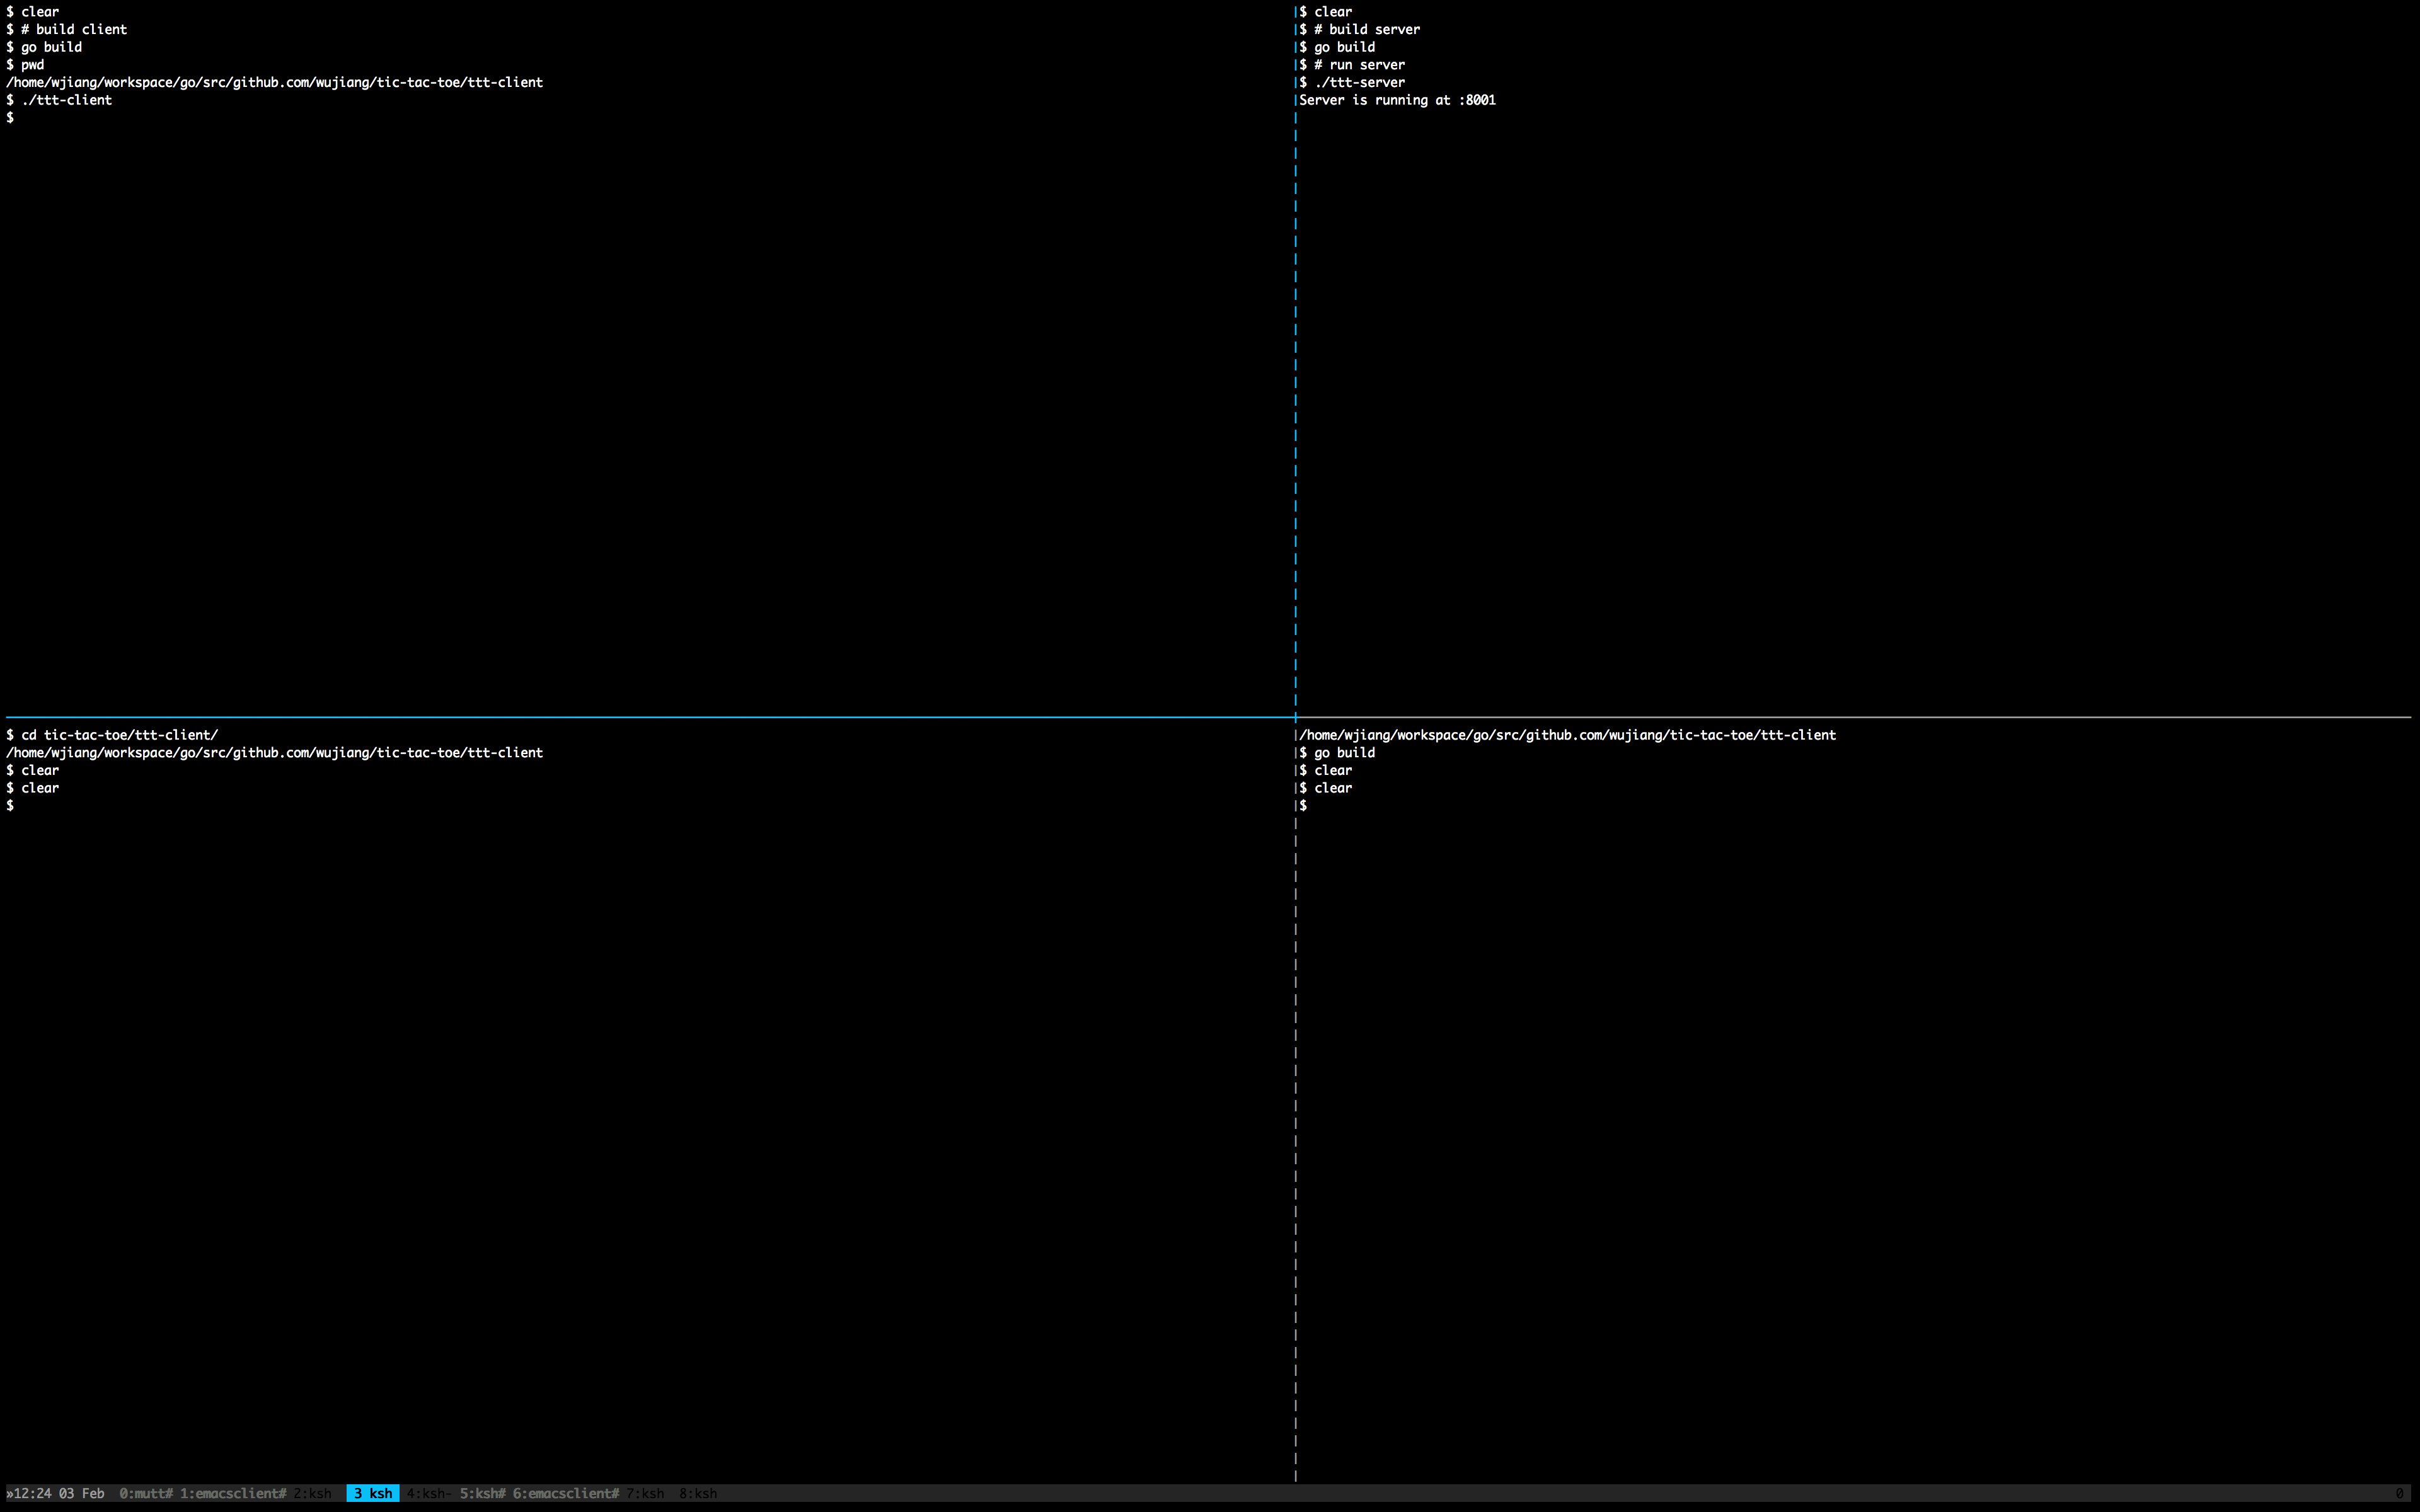 $ clear
$ # build client
$ go build
$ pwd
/home/wjiang/workspace/go/src/github.com/wujiang/tic-tac-toe/ttt-client
$ ./ttt-client
$
$ clear
$ # build server
$ go build
$ # run server
$ ./ttt-server
Server is running at :8001
$ cd tic-tac-toe/ttt-client/
/home/wjiang/workspace/go/src/github.com/wujiang/tic-tac-toe/ttt-client
$ clear
$ clear
$
/home/wjiang/workspace/go/src/github.com/wujiang/tic-tac-toe/ttt-client
$ go build
$ clear
$ clear
$
»12:24 03 Feb 0:mutt# 1:emacsclient# 2:ksh 3 ksh 4:ksh- 5:ksh# 6:emacsclient# 7:ksh 8:ksh 0